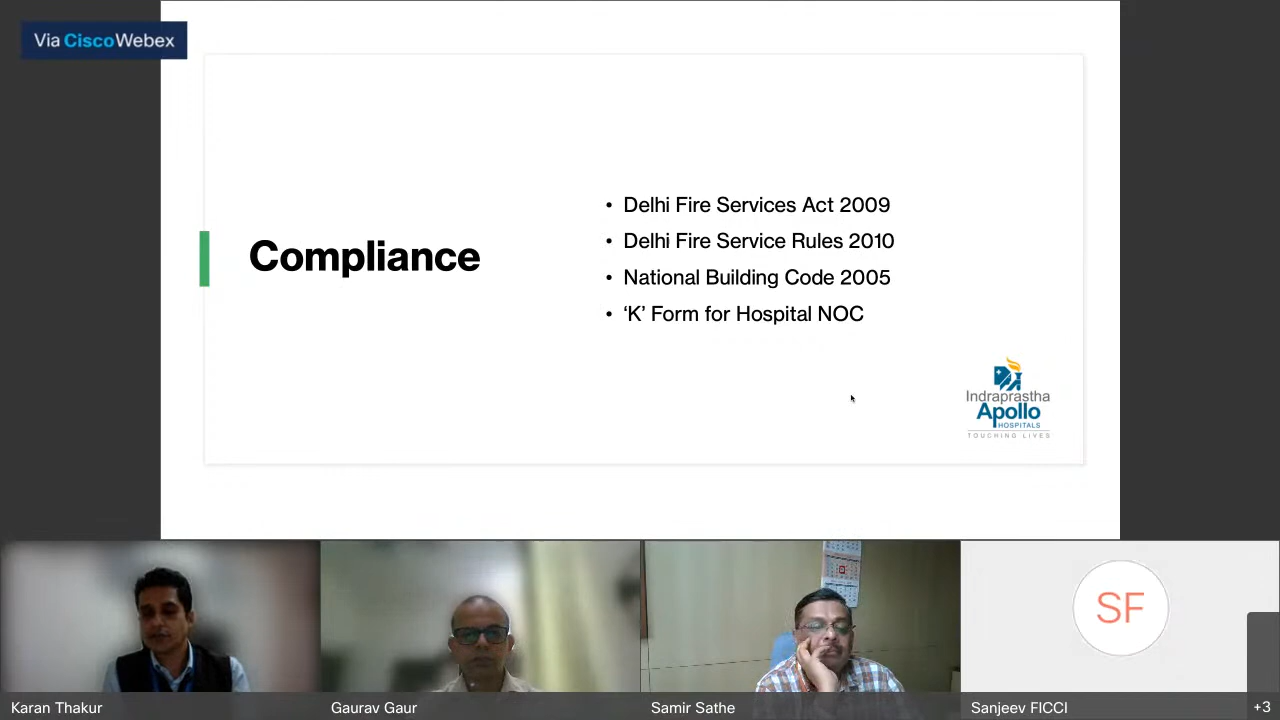 Via CiscoWebex
Compliance
• Delhi Fire Services Act 2009
• Delhi Fire Service Rules 2010
• National Building Code 2005
• ‘K’ Form for Hospital NOC
Indraprastha
Apollo
HOSPITALS
TOUCHING LIVES
SF
Karan Thakur
Gaurav Gaur
Samir Sathe
Sanjeev FICCI
+3